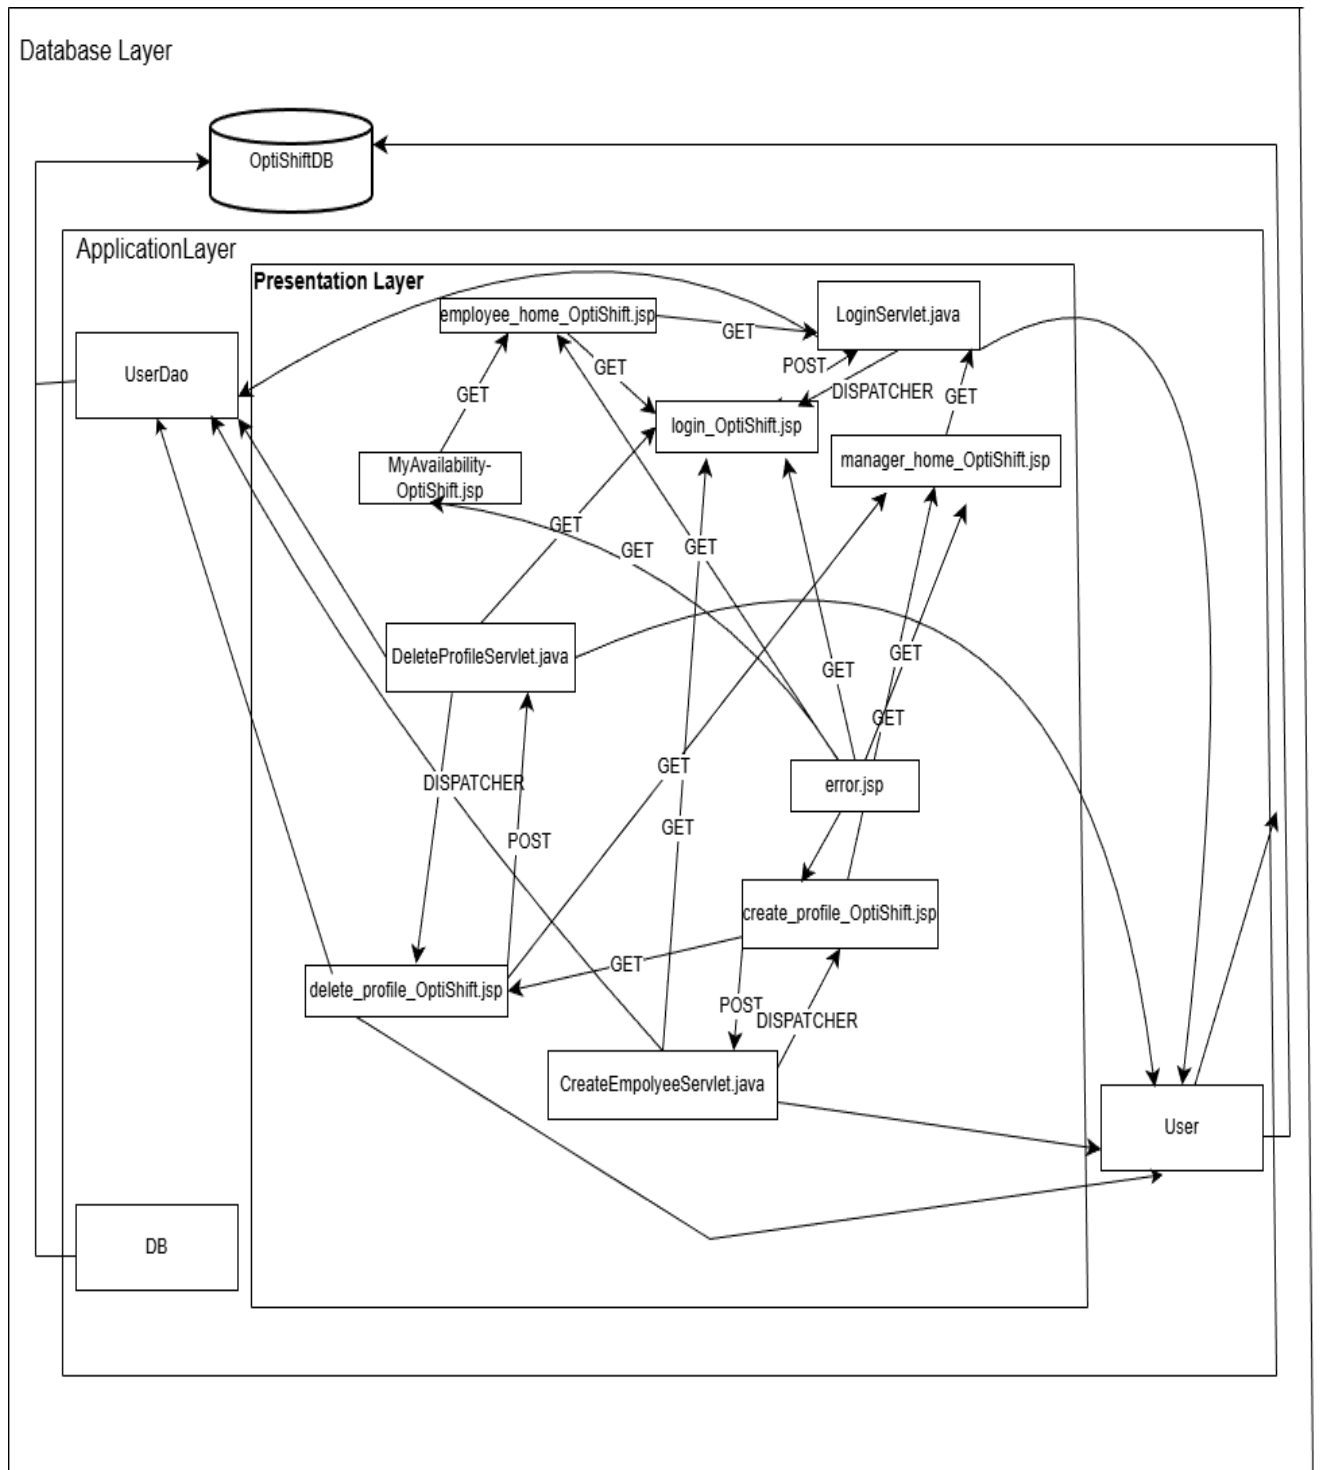 Database Layer
OptiShiftDB
ApplicationLayer
Presentation Layer
employee_home_OptiShift.jsp
LoginServlet.java
GET
POST
GET
DISPATCHER
GET
UserDao
GET
login_OptiShift.jsp
manager_home_OptiShift.jsp
MyAvailability-
OptiShift.jsp
GET
GET
GET
DeleteProfileServlet.java
GET
GET
GET
GET
error.jsp
DISPATCHER
GET
POST
create_profile_OptiShift.jsp
GET
delete_profile_OptiShift.jsp
POST
DISPATCHER
CreateEmpolyeeServlet.java
User
DB